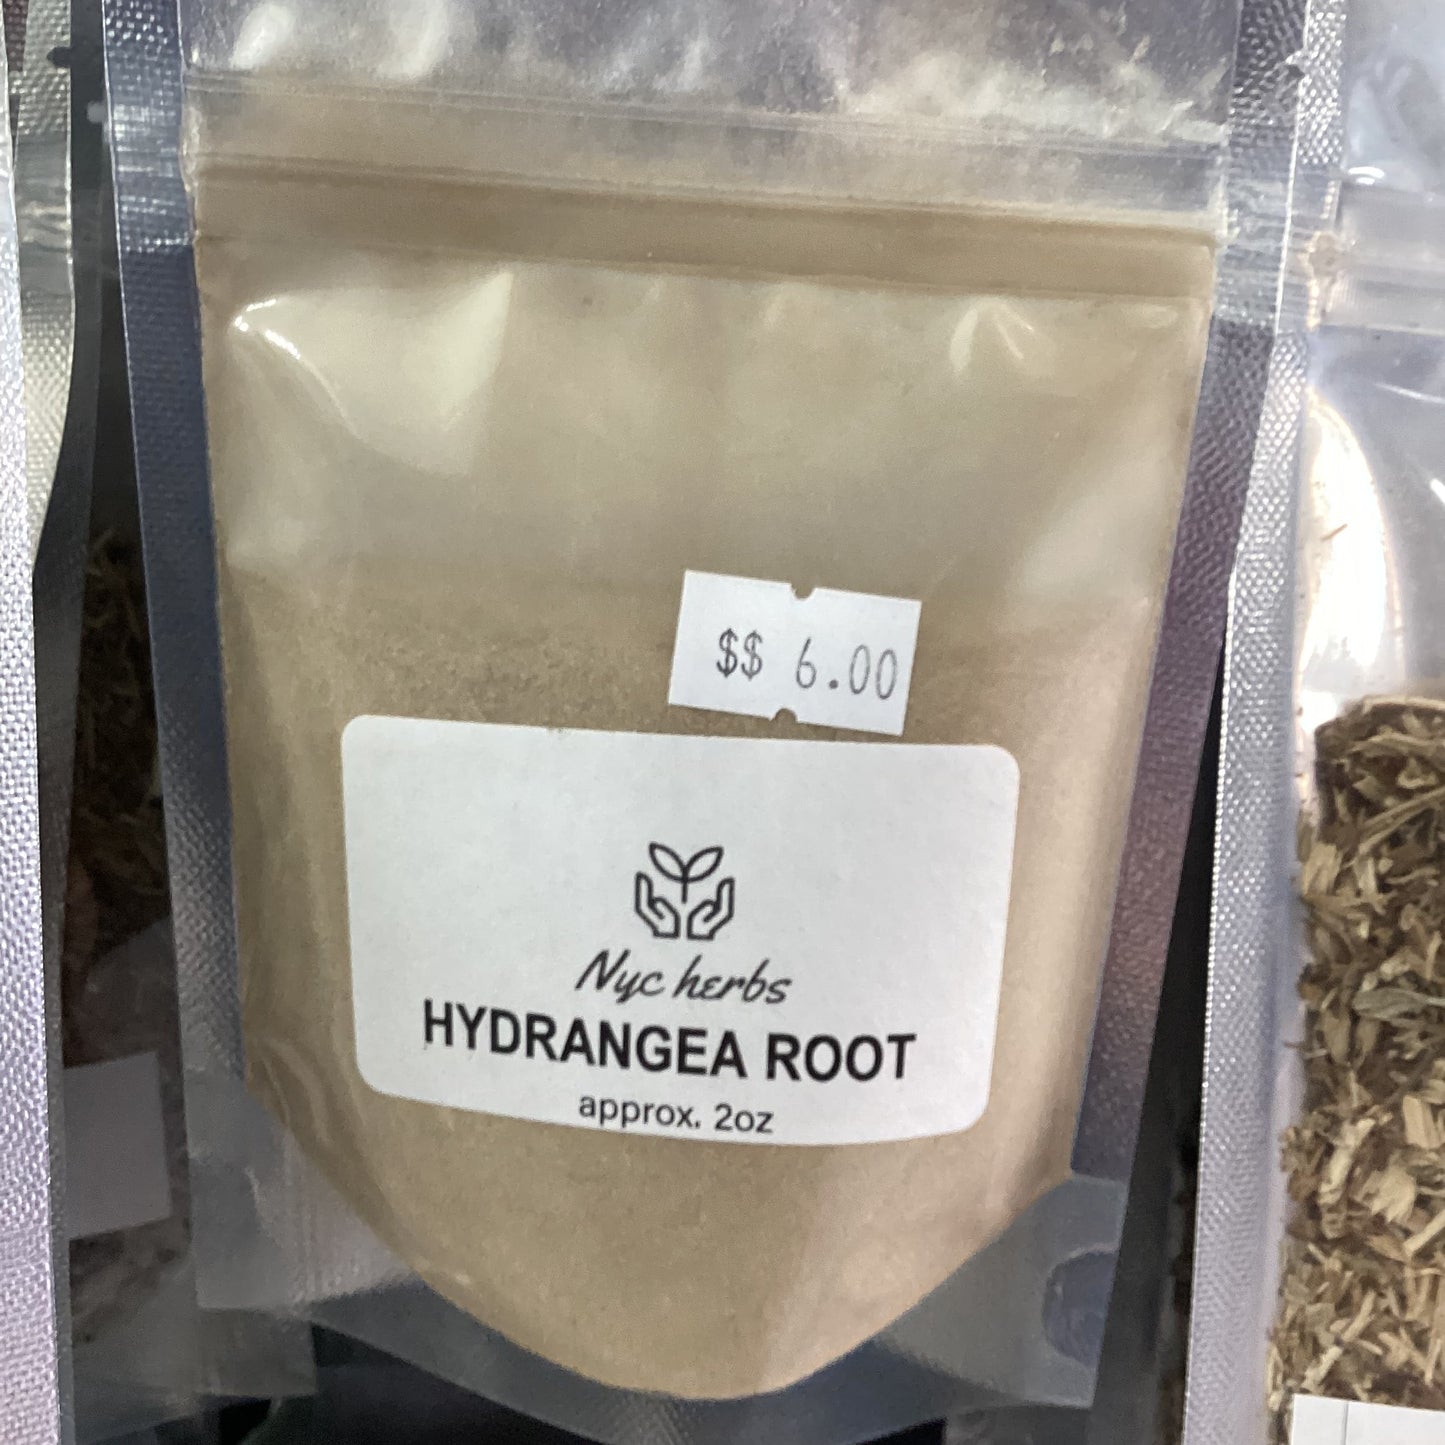 $$ 6.00
Nyc herbs
HYDRANGEA ROOT
approx. 2oz